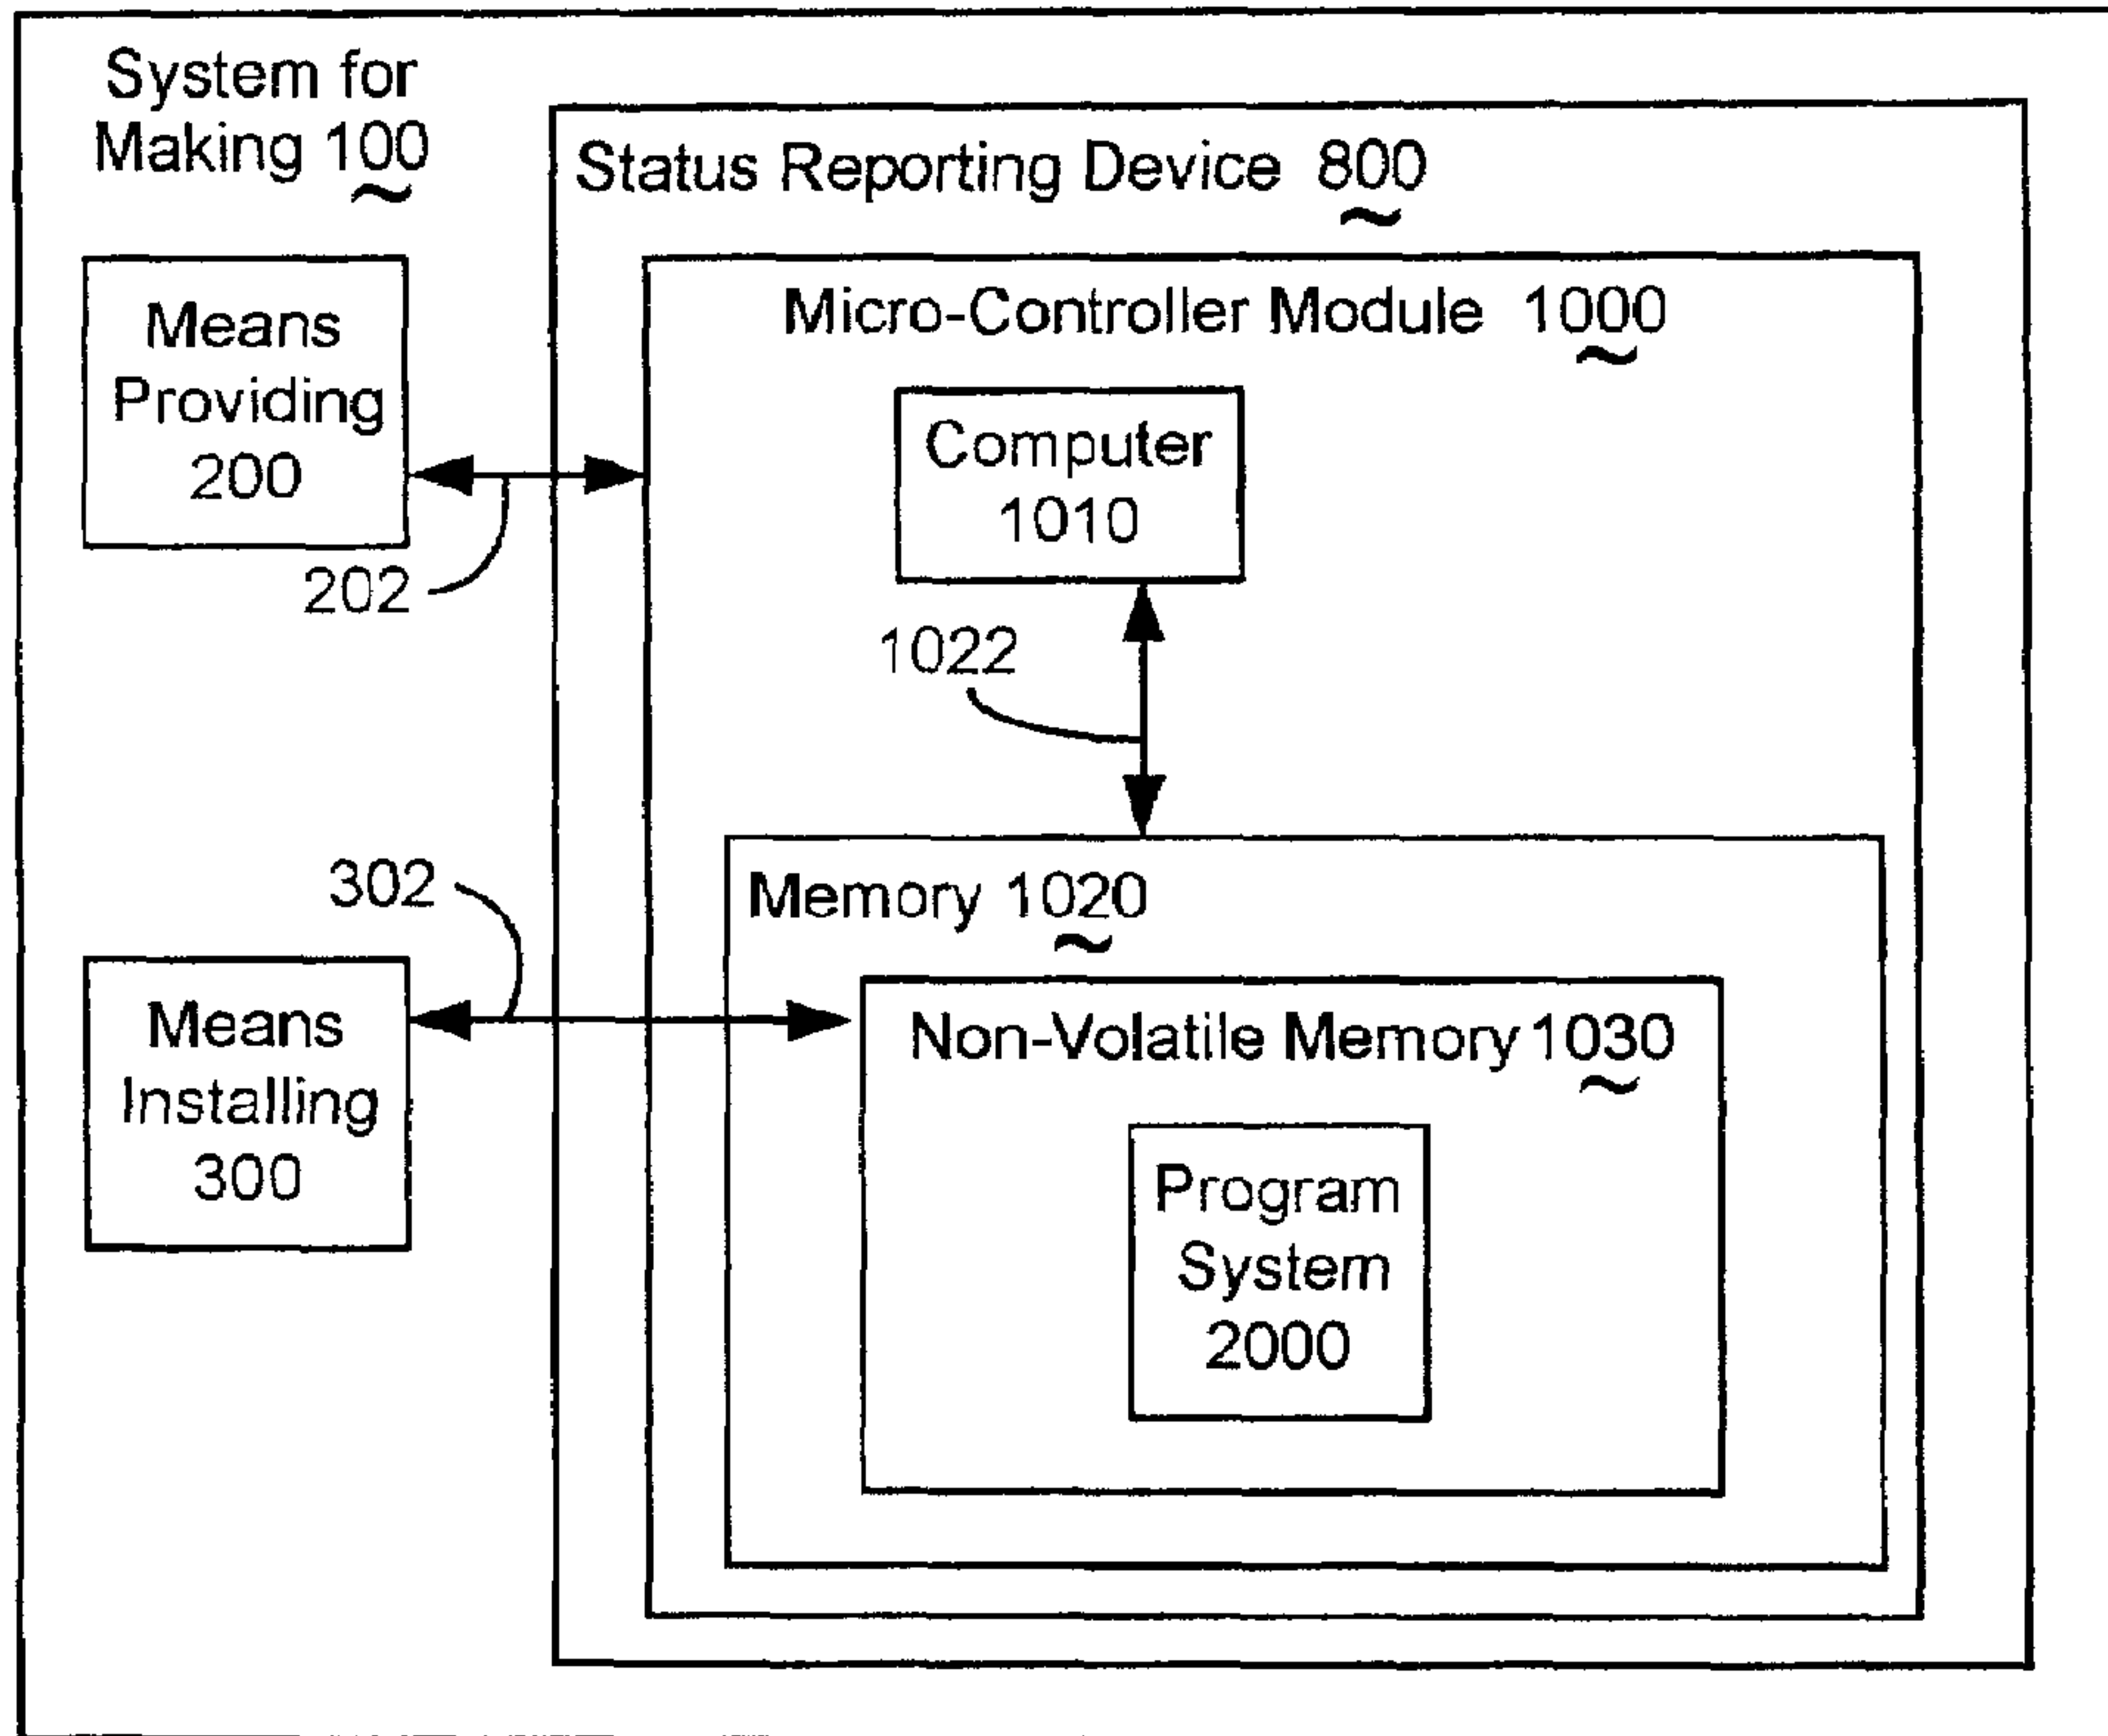 System for
Making 100
Status Reporting Device 800
Means
Providing
200
202
Micro-Controller Module 1000
Computer
1010
1022
302
Means
Installing
300
Memory 1020
Non-Volatile Memory 1030
Program
System
2000